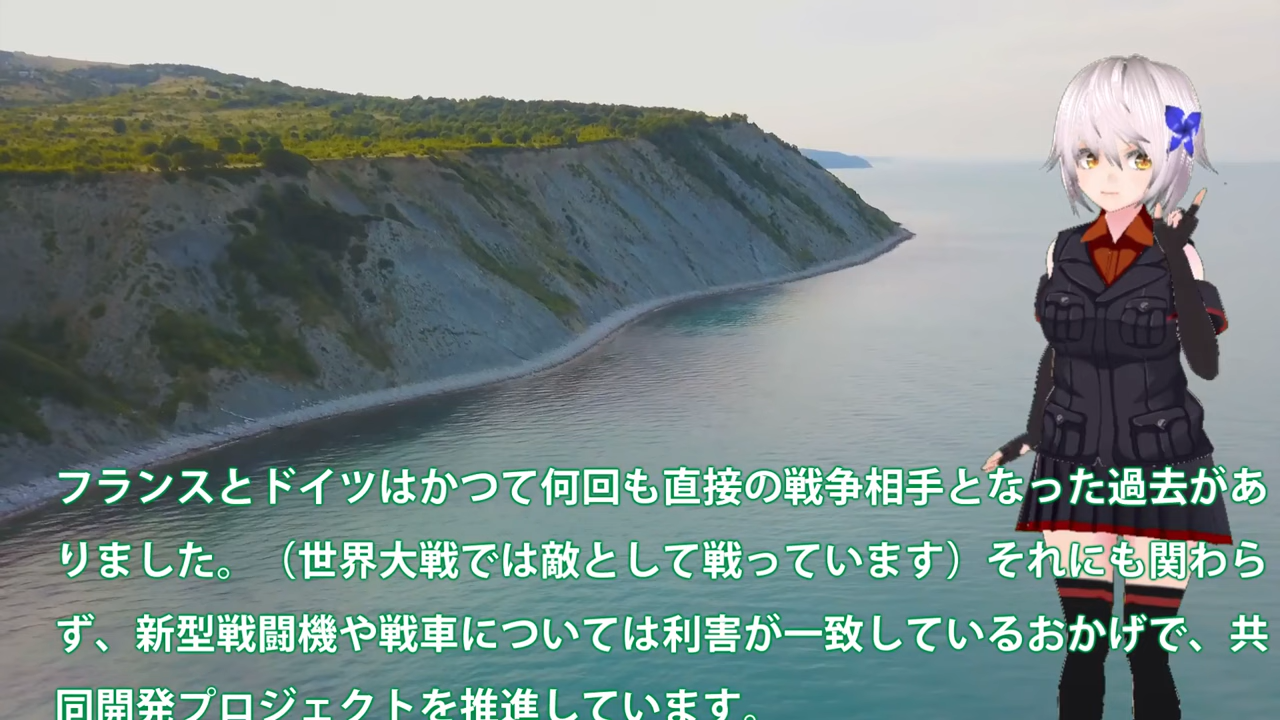 フランスとドイツはかつて何回も直接の戦争相手となった過去があ
りました。（世界大戦では敵として戦っています）それにも関わら
ず、新型戦闘機や戦車については利害が一致しているおかげで、共
同開発プロジェクトを推進しています。